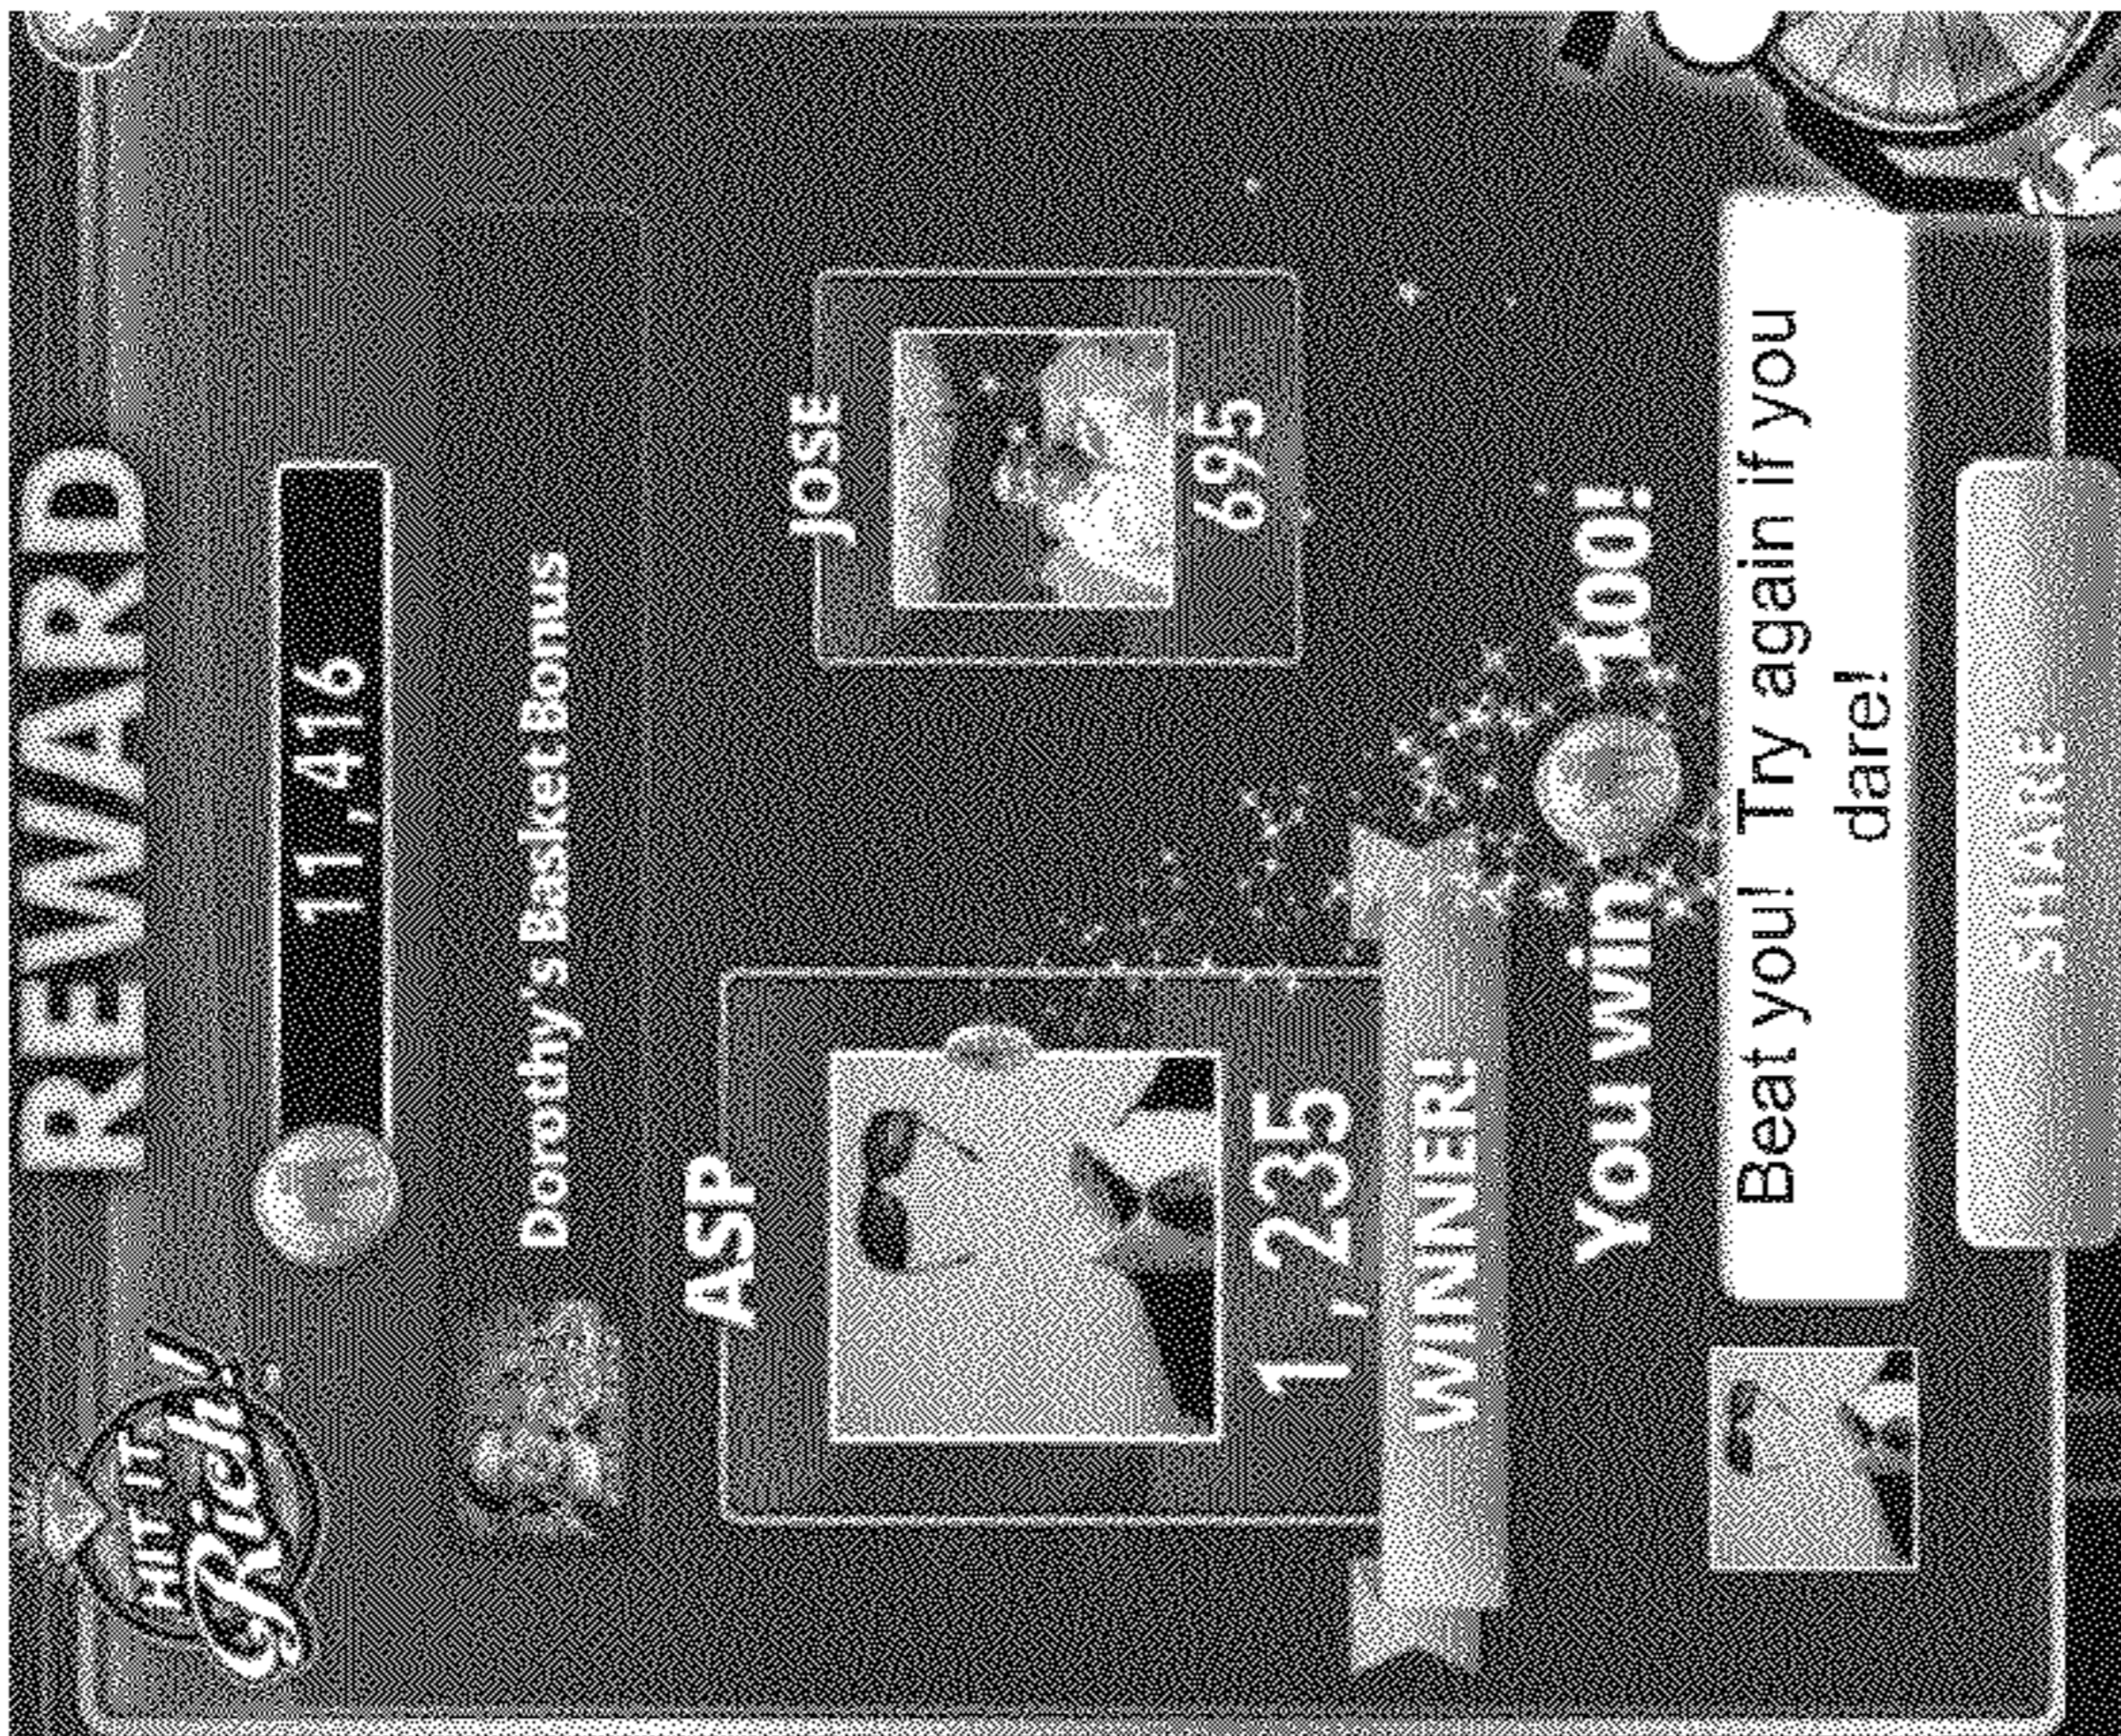 REWARD
HIT IT
Rich!
11,416
Dorothy's Basket Bonus
ASP
JOSE
1,235
695
WINNER!
You win 100!
Beat you! Try again if you
dare!
SHARE